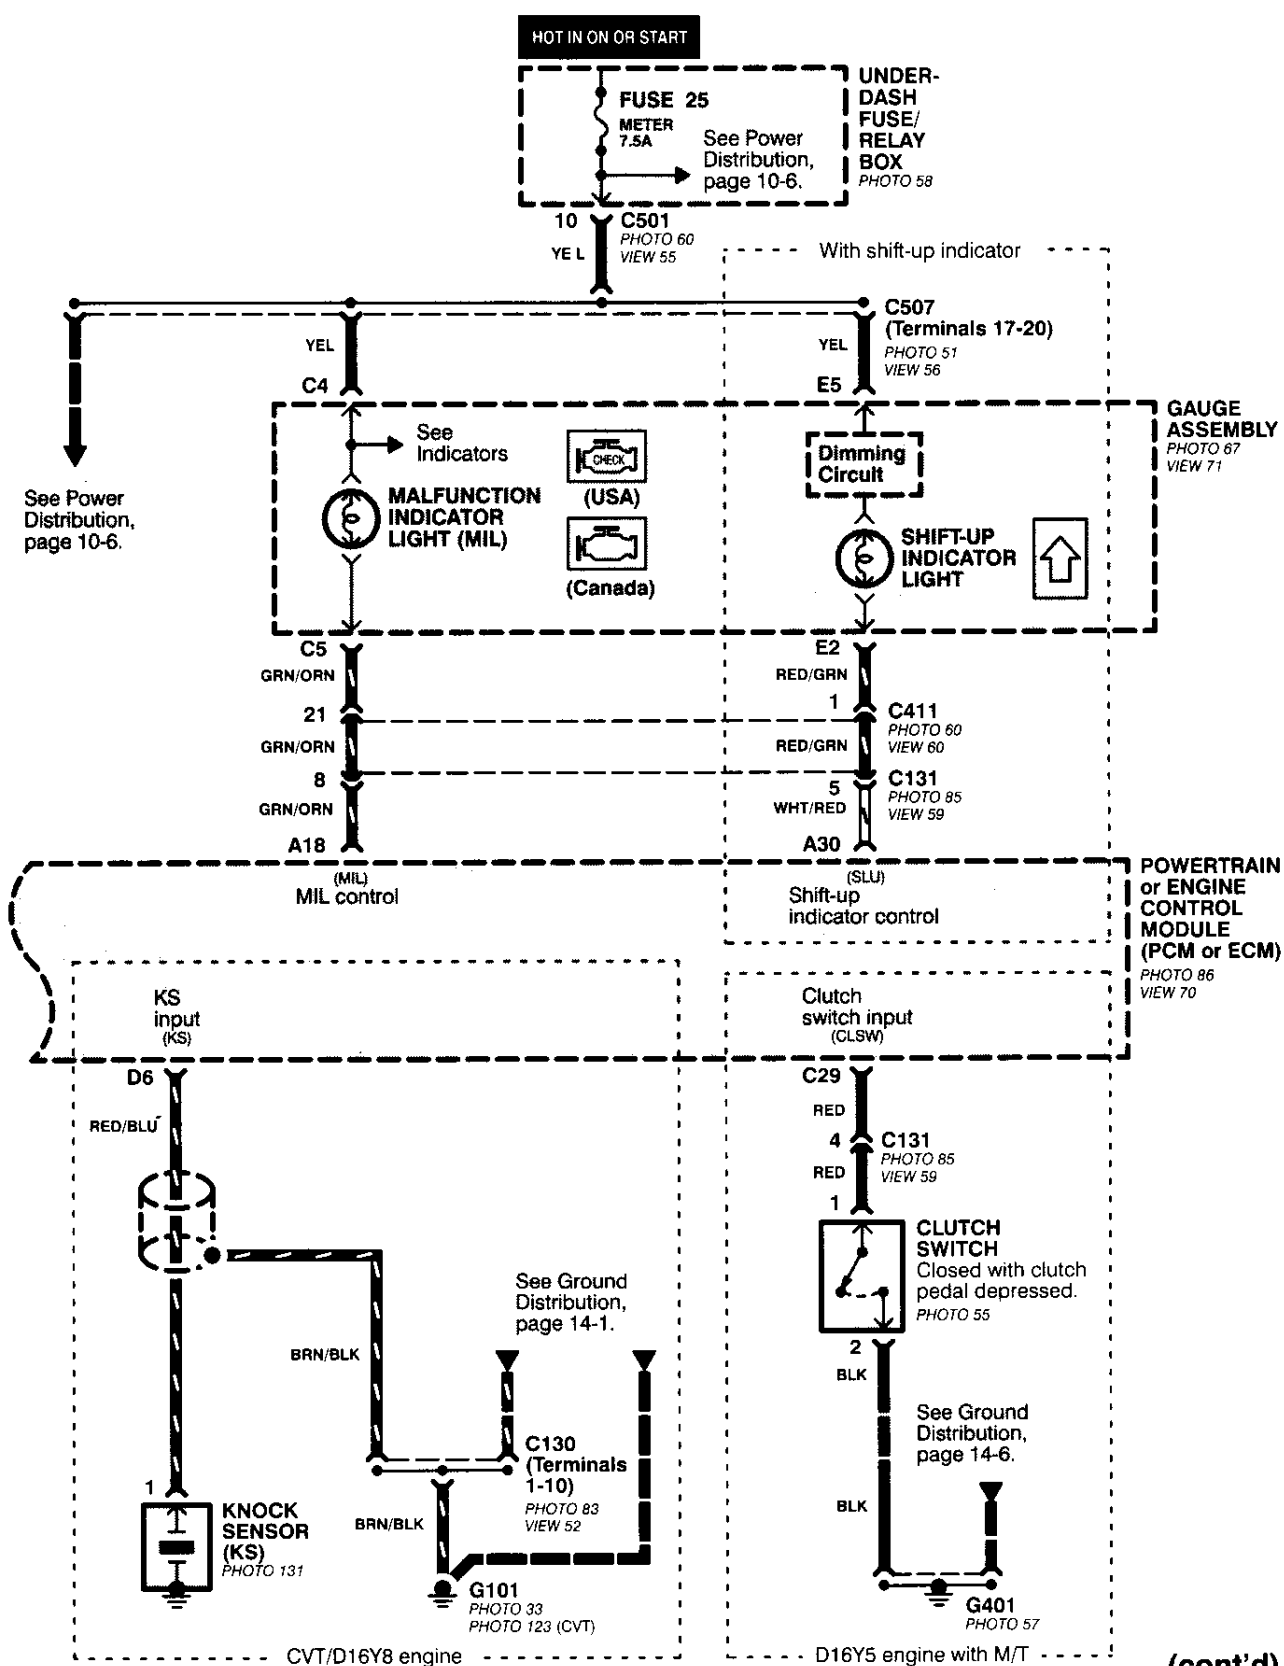 HOT IN ON OR START
UNDER-
DASH
FUSE/
RELAY
BOX
PHOTO 58
FUSE 25
METER
7.5A
See Power
Distribution,
page 10-6.
10
C501
PHOTO 60
VIEW 55
YEL
With shift-up indicator
C507
(Terminals 17-20)
PHOTO 51
VIEW 56
YEL
YEL
C4
E5
GAUGE
ASSEMBLY
PHOTO 67
VIEW 71
See
Indicators
CHECK
(USA)
Dimming
Circuit
See Power
Distribution,
page 10-6.
MALFUNCTION
INDICATOR
LIGHT (MIL)
(Canada)
SHIFT-UP
INDICATOR
LIGHT
C5
E2
GRN/ORN
RED/GRN
21
1
C411
PHOTO 60
VIEW 60
GRN/ORN
RED/GRN
8
5
C131
PHOTO 85
VIEW 59
GRN/ORN
WHT/RED
A18
A30
POWERTRAIN
or ENGINE
CONTROL
MODULE
(PCM or ECM)
PHOTO 86
VIEW 70
(MIL)
MIL control
(SLU)
Shift-up
indicator control
KS
input
(KS)
Clutch
switch input
(CLSW)
D6
C29
RED/BLU
RED
4
C131
PHOTO 85
VIEW 59
RED
1
CLUTCH
SWITCH
Closed with clutch
pedal depressed.
PHOTO 55
See Ground
Distribution,
page 14-1.
BRN/BLK
2
BLK
See Ground
Distribution,
page 14-6.
C130
(Terminals
1-10)
PHOTO 83
VIEW 52
1
KNOCK
SENSOR
(KS)
PHOTO 131
BRN/BLK
BLK
G101
PHOTO 33
PHOTO 123 (CVT)
G401
PHOTO 57
CVT/D16Y8 engine
D16Y5 engine with M/T
(cont'd)